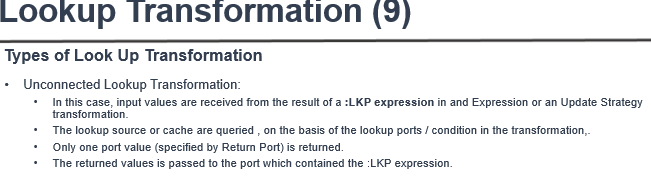 Lookup Transformation (9)
Types of Look Up Transformation
• Unconnected Lookup Transformation:
• In this case, input values are received from the result of a :LKP expression in and Expression or an Update Strategy
transformation.
• The lookup source or cache are queried , on the basis of the lookup ports / condition in the transformation,.
• Only one port value (specified by Return Port) is returned.
• The returned values is passed to the port which contained the :LKP expression.